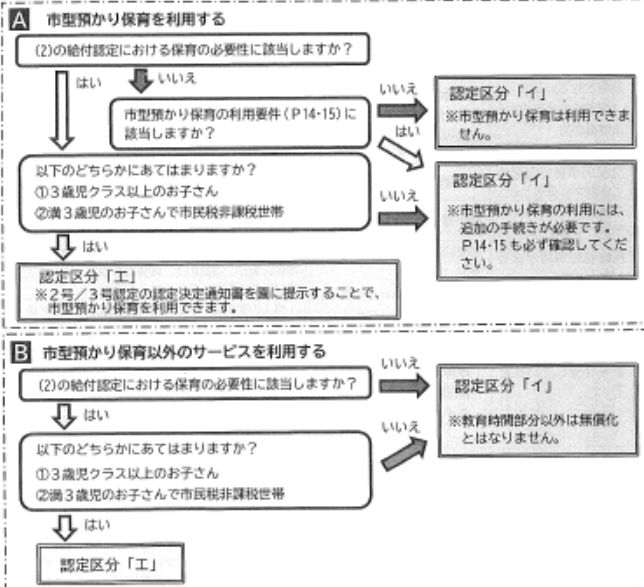 A 市型預かり保育を利用する
(2)の給付認定における保育の必要性に該当しますか？
はい
いいえ
市型預かり保育の利用要件(P14・15)に
該当しますか？
いいえ
認定区分「イ」
※市型預かり保育は利用できま
せん。
はい
以下のどちらかにあてはまりますか？
①３歳児クラス以上のお子さん
②満３歳児のお子さんで市民税非課税世帯
いいえ
認定区分「イ」
※市型預かり保育の利用には、
追加の手続きが必要です。
P14・15も必ず確認してくだ
さい。
はい
認定区分「エ」
※２号／３号認定の認定決定通知書を園に提示することで、
市型預かり保育を利用できます。
B 市型預かり保育以外のサービスを利用する
(2)の給付認定における保育の必要性に該当しますか？
いいえ
認定区分「イ」
※教育時間部分以外は無償化
とはなりません。
はい
いいえ
以下のどちらかにあてはまりますか？
①３歳児クラス以上のお子さん
②満３歳児のお子さんで市民税非課税世帯
はい
認定区分「エ」